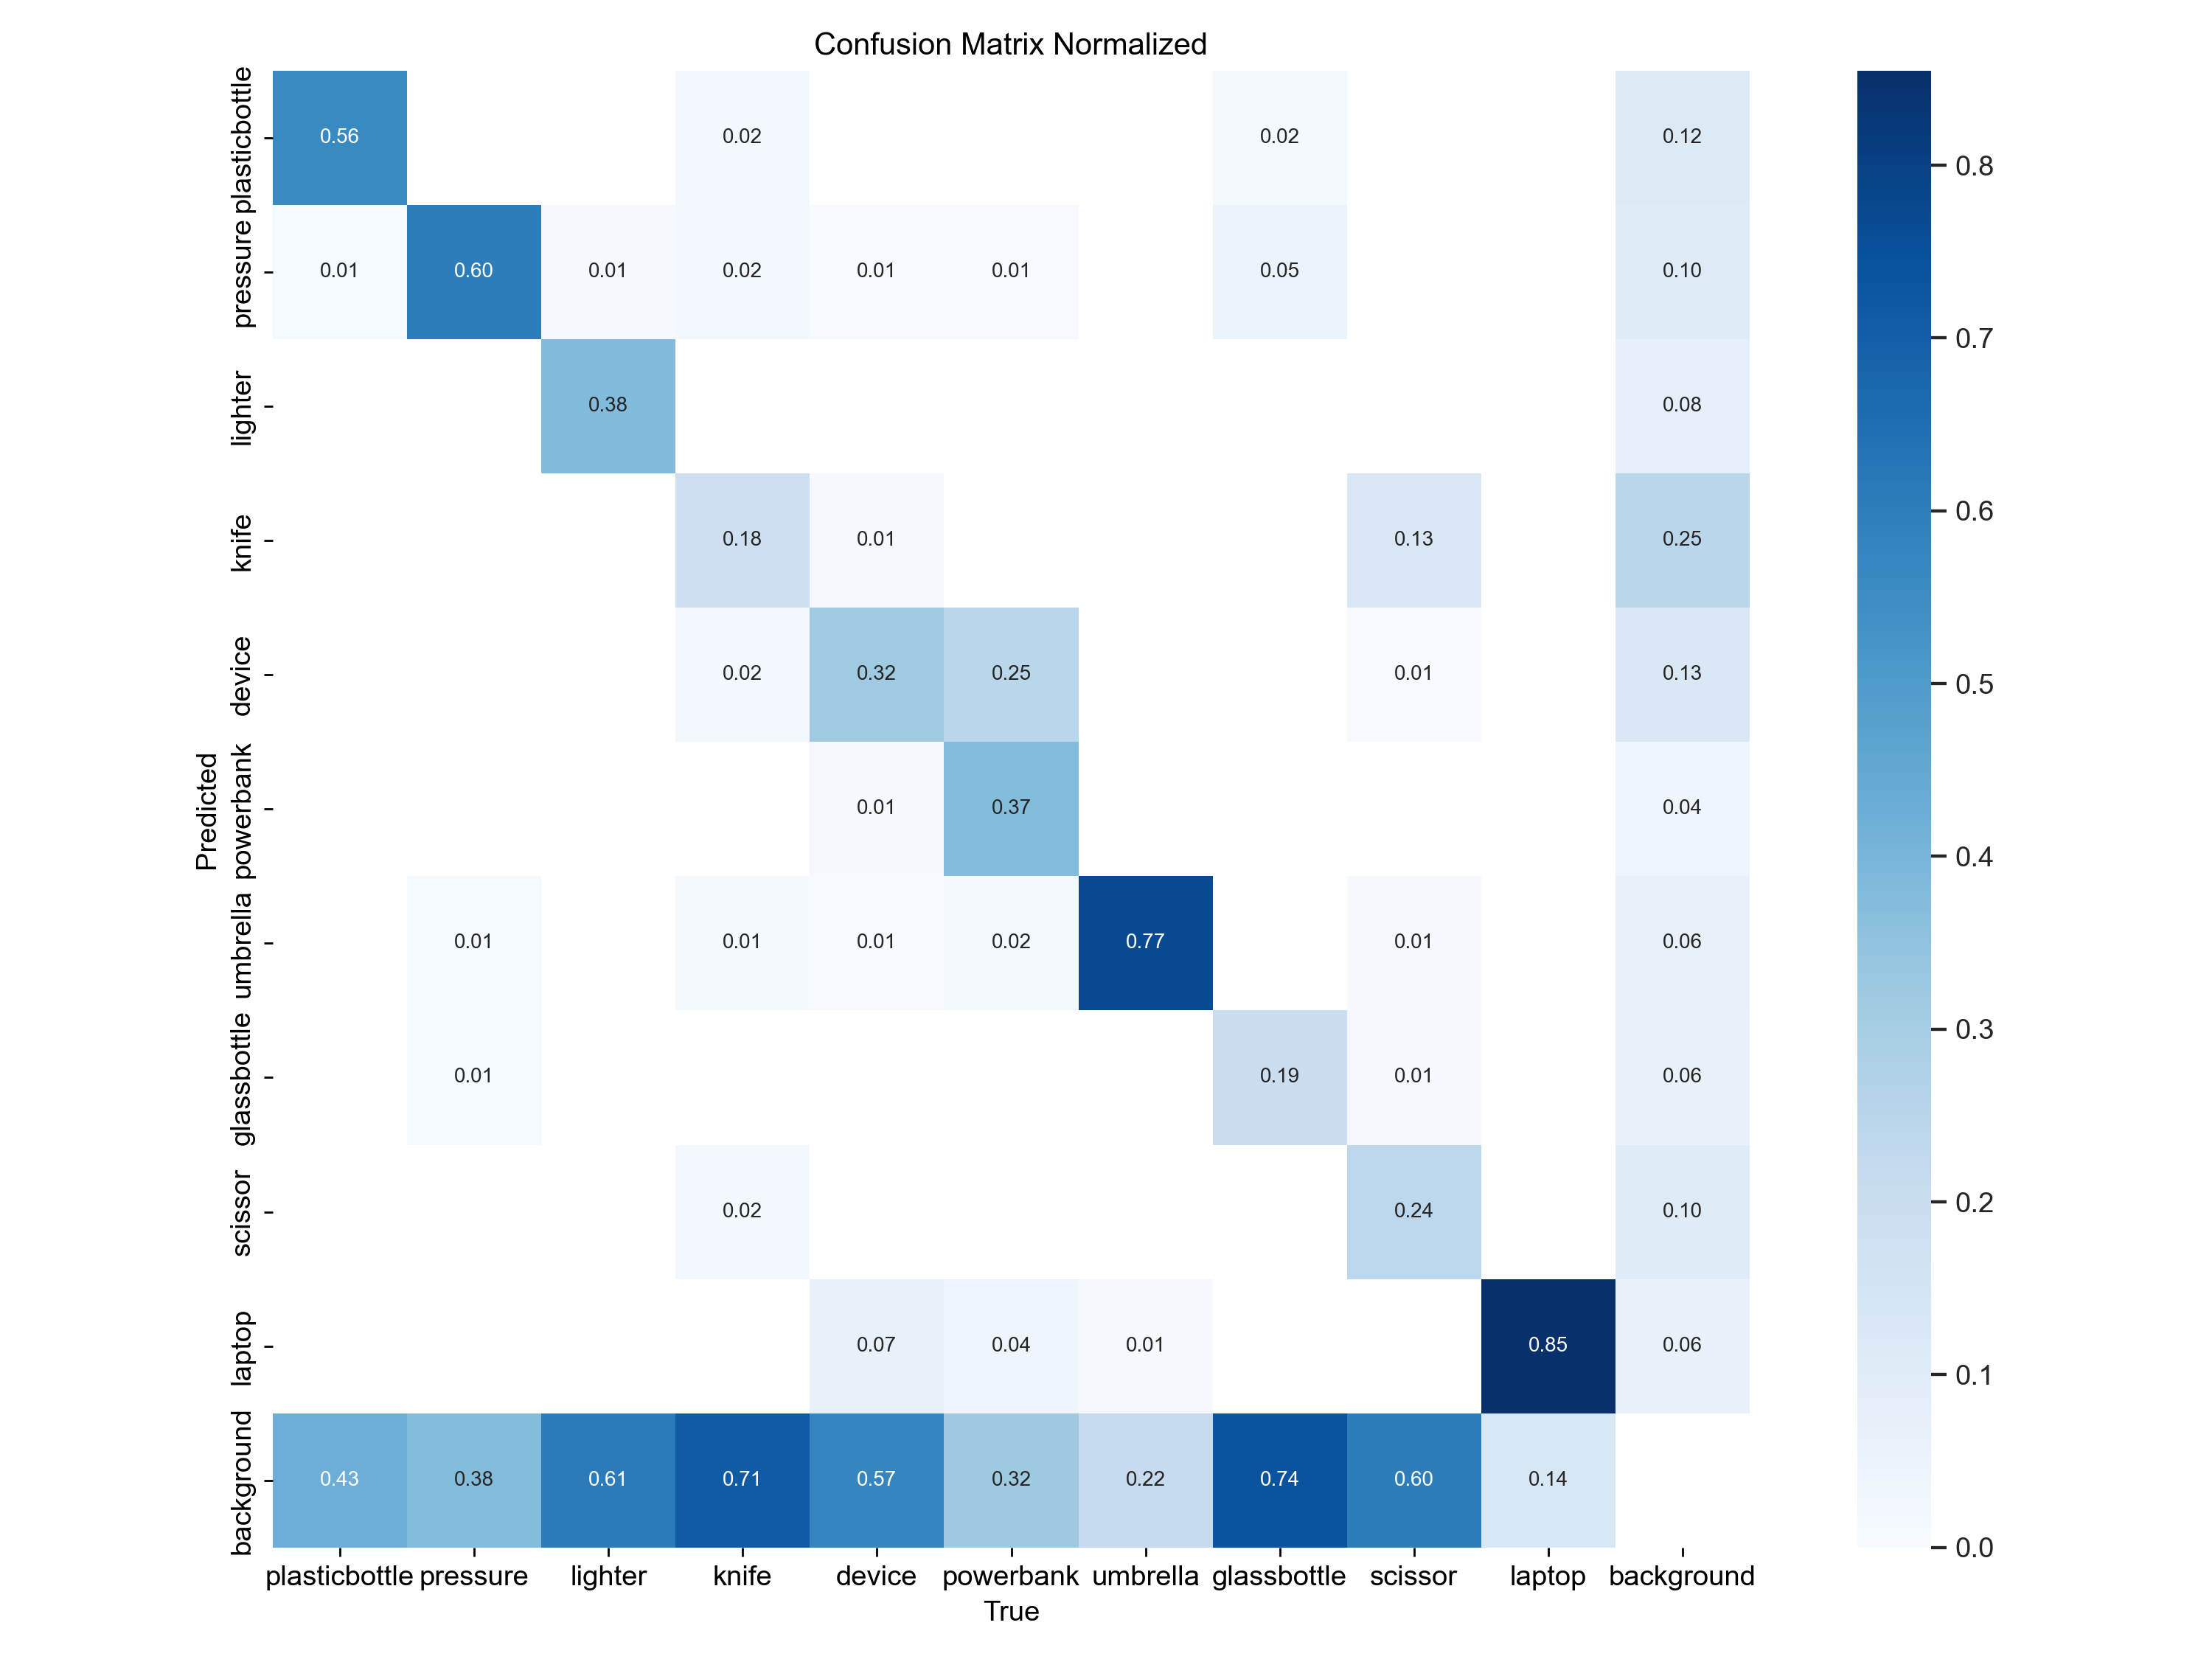 Confusion Matrix Normalized
plasticbottle
0.56 0.02 0.02 0.12
pressure
0.01 0.60 0.01 0.02 0.01 0.01 0.05 0.10
lighter
0.38 0.08
knife
0.18 0.01 0.13 0.25
device
0.02 0.32 0.25 0.01 0.13
Predicted
powerbank
0.01 0.37 0.04
umbrella
0.01 0.01 0.01 0.02 0.77 0.01 0.06
glassbottle
0.01 0.19 0.01 0.06
scissor
0.02 0.24 0.10
laptop
0.07 0.04 0.01 0.85 0.06
background
0.43 0.38 0.61 0.71 0.57 0.32 0.22 0.74 0.60 0.14
plasticbottle pressure lighter knife device powerbank umbrella glassbottle scissor laptop background
True
0.8
0.7
0.6
0.5
0.4
0.3
0.2
0.1
0.0